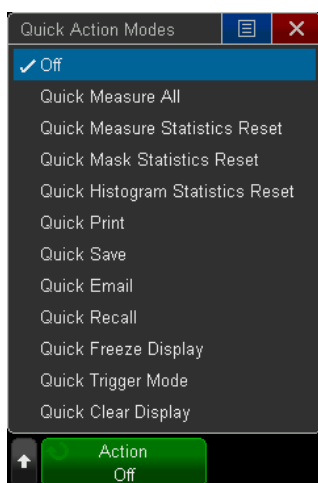 Quick Action Modes
Off
Quick Measure All
Quick Measure Statistics Reset
Quick Mask Statistics Reset
Quick Histogram Statistics Reset
Quick Print
Quick Save
Quick Email
Quick Recall
Quick Freeze Display
Quick Trigger Mode
Quick Clear Display
Action
Off